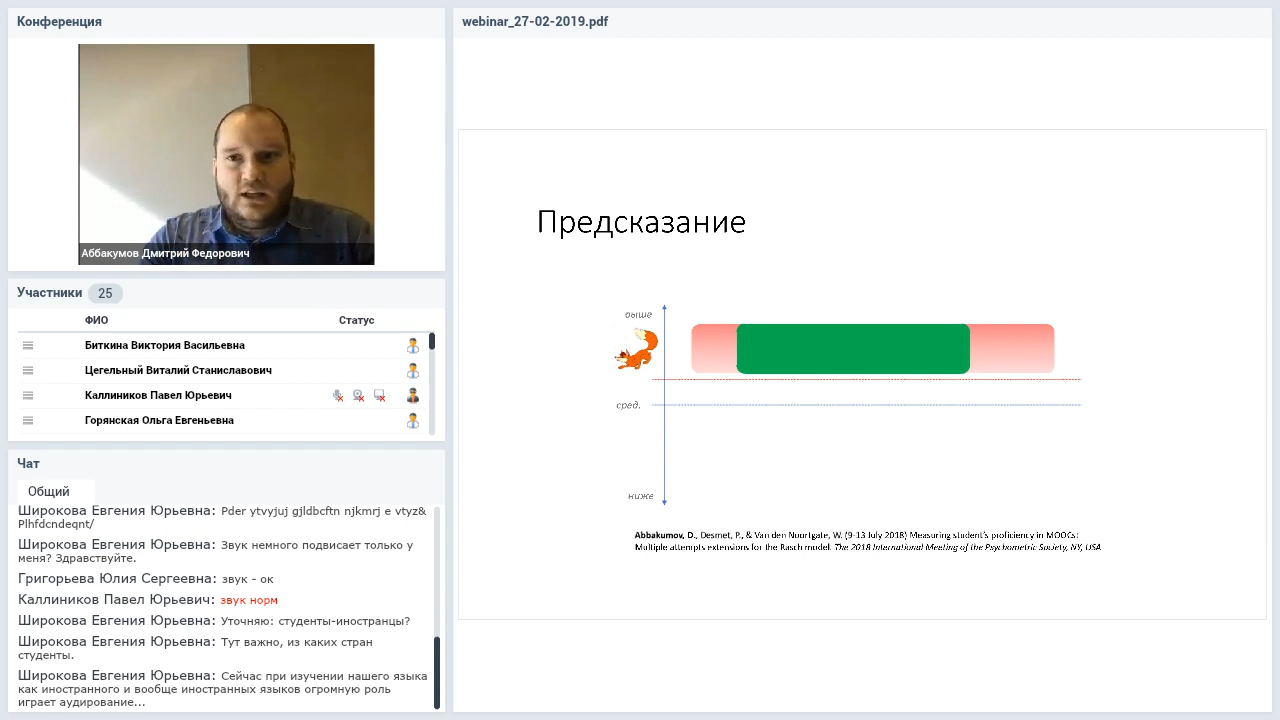 Конференция
Аббакумов Дмитрий Федорович
Участники 25
ФИО Статус
Биткина Виктория Васильевна
Цегельный Виталий Станиславович
Каллиников Павел Юрьевич
Горянская Ольга Евгеньевна
Чат
Общий
Широкова Евгения Юрьевна: Pder ytvyjuj gjldbcftn njkmrj e vtyz&
Plhfdcndeqnt/
Широкова Евгения Юрьевна: Звук немного подвисает только у
меня? Здравствуйте.
Григорьева Юлия Сергеевна: звук - ок
Каллиников Павел Юрьевич: звук норм
Широкова Евгения Юрьевна: Уточняю: студенты-иностранцы?
Широкова Евгения Юрьевна: Тут важно, из каких стран
студенты.
Широкова Евгения Юрьевна: Сейчас при изучении нашего языка
как иностранного и вообще иностранных языков огромную роль
играет аудирование...
webinar_27-02-2019.pdf
Предсказание
выше
сред.
ниже
Abbakumov, D., Desmet, P., & Van den Noortgate, W. (9-13 July 2018) Measuring student's proficiency in MOOCs:
Multiple attempts extensions for the Rasch model. The 2018 International Meeting of the Psychometric Society, NY, USA